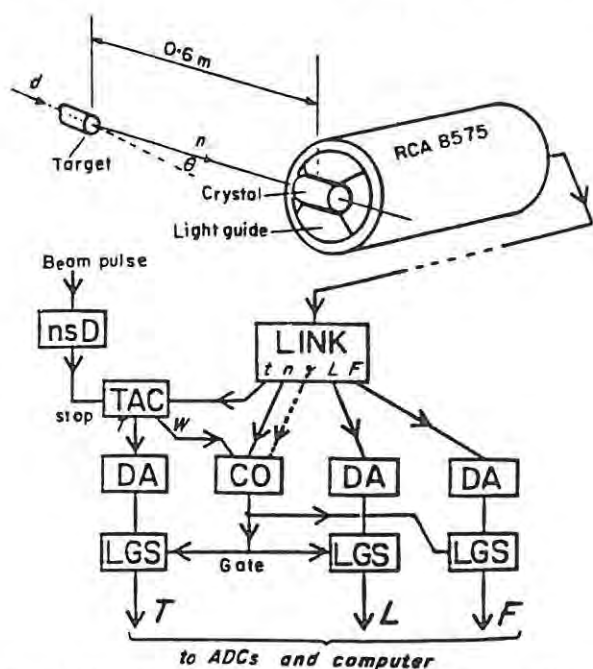 0·6m
d
n
θ
Target
RCA 8575
Crystal
Light guide
Beam pulse
nsD
LINK
t n γ L F
stop
TAC
T W
DA
CO
DA
DA
LGS
Gate
LGS
LGS
T
L
F
to ADCs and computer